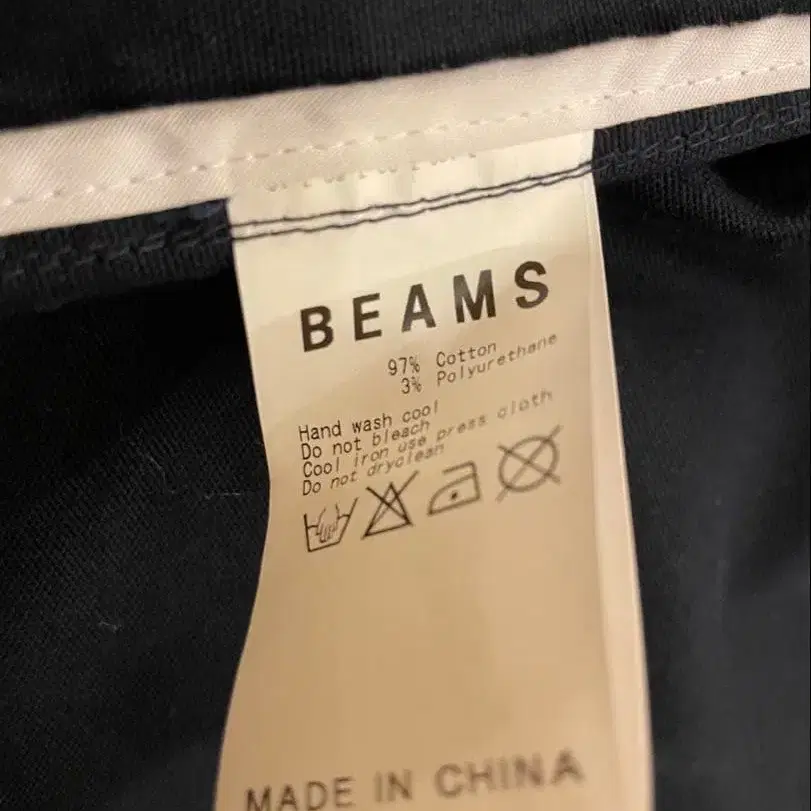 BEAMS
97% Cotton
3% Polyurethane
Hand wash cool
Do not bleach
Cool iron use press cloth
Do not dryclean
MADE IN CHINA